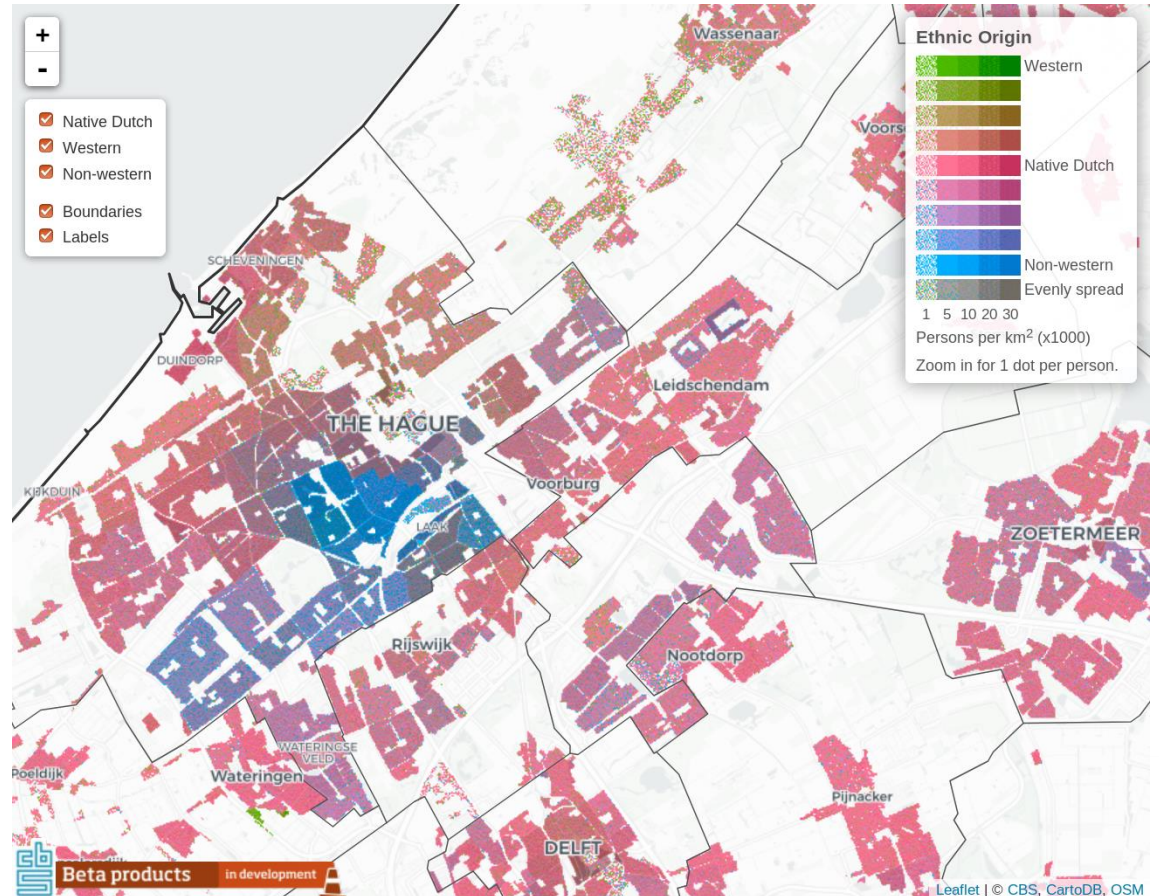 +
-
Native Dutch
Western
Non-western
Boundaries
Labels
Ethnic Origin
Western
Native Dutch
Non-western
Evenly spread
1 5 10 20 30
Persons per km² (x1000)
Zoom in for 1 dot per person.
Wassenaar
SCHEVENINGEN
DUINDORP
Leidschendam
THE HAGUE
KIJKDUIN
Voorburg
LAAK
ZOETERMEER
Rijswijk
Nootdorp
WATERINGSE
VELD
Poeldijk
Wateringen
Pijnacker
DELFT
cbs
Beta products
in development
Leaflet | © CBS, CartoDB, OSM